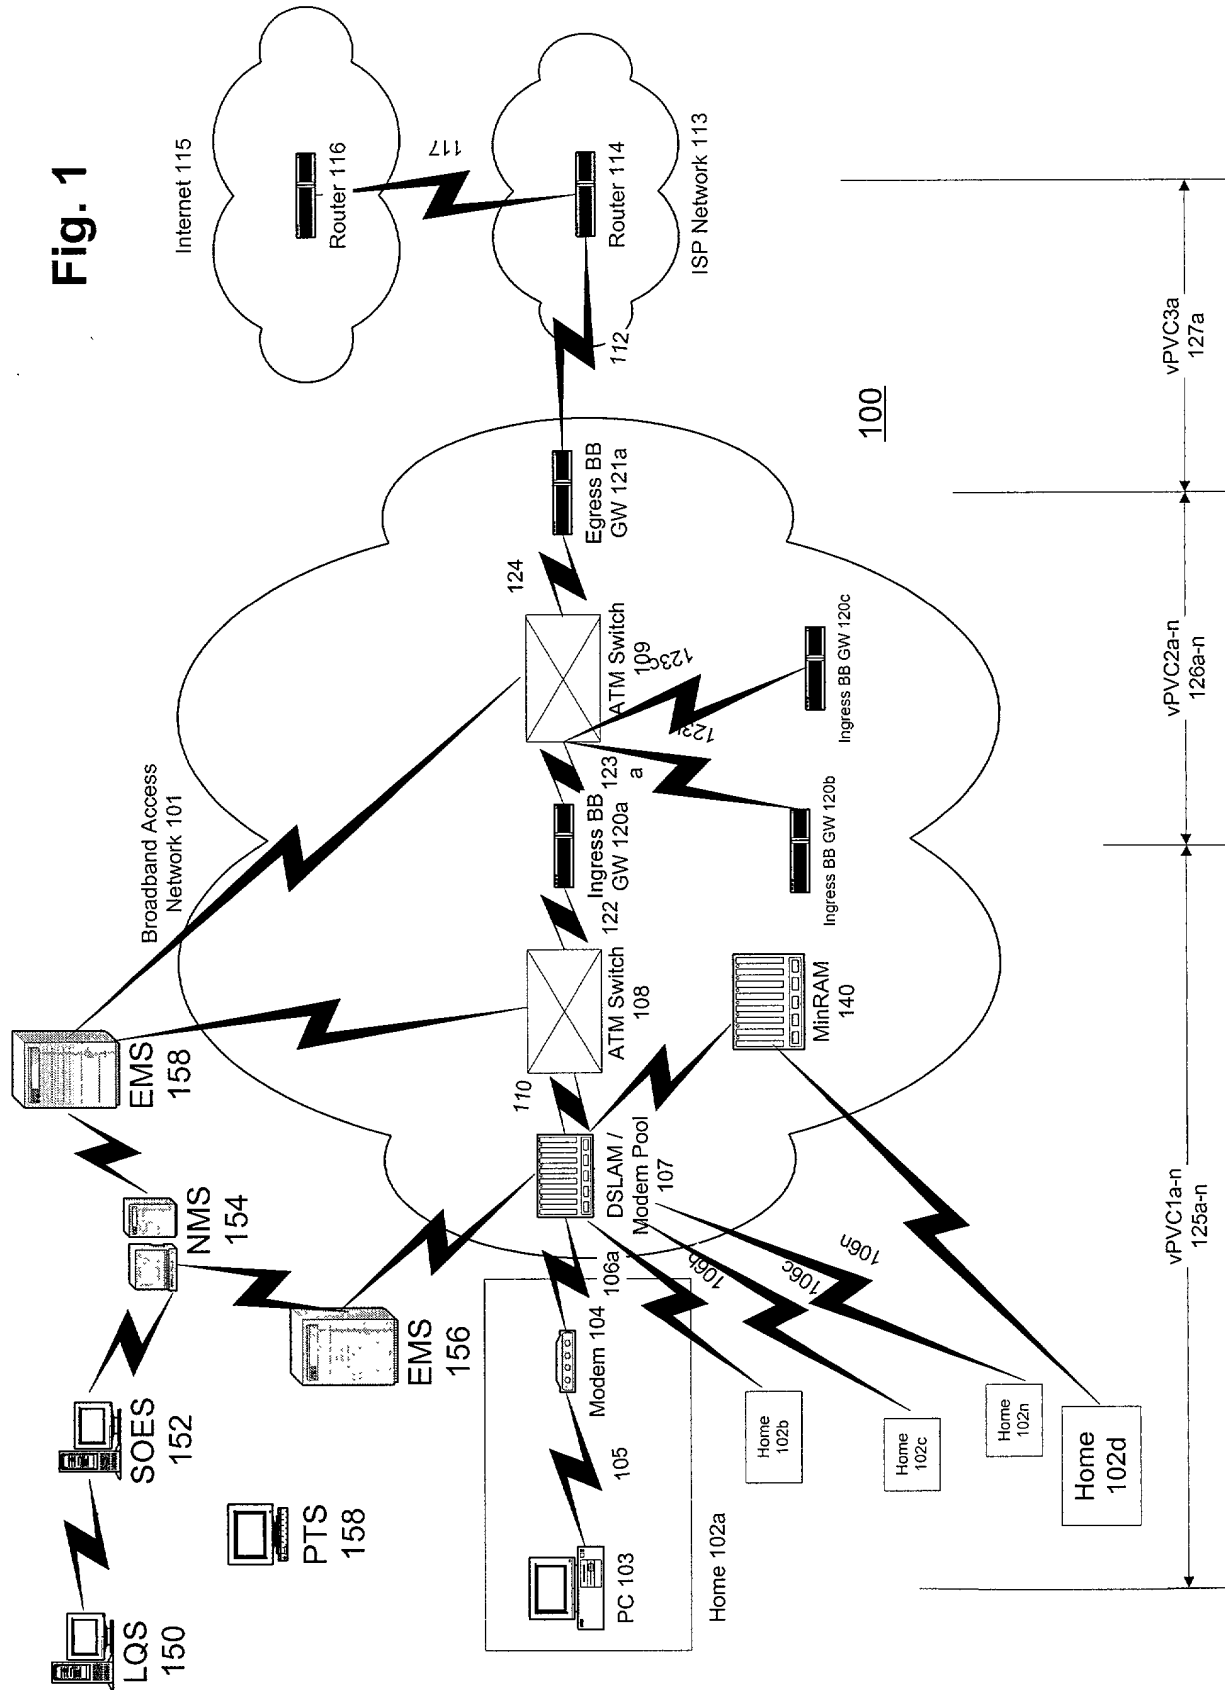 Fig. 1
Internet 115
Router 116
117
Router 114
ISP Network 113
112
Broadband Access
Network 101
Egress BB
GW 121a
124
ATM Switch
109
123c
Ingress BB GW 120c
123
a
Ingress BB
GW 120a
Ingress BB GW 120b
122
ATM Switch
108
MinRAM
140
110
DSLAM /
Modem Pool
107
EMS
158
NMS
154
EMS
156
SOES
152
LQS
150
PTS
158
106a
106b
106c
106n
Modem 104
105
PC 103
Home 102a
Home
102b
Home
102c
Home
102n
Home
102d
100
vPVC1a-n
125a-n
vPVC2a-n
126a-n
vPVC3a
127a